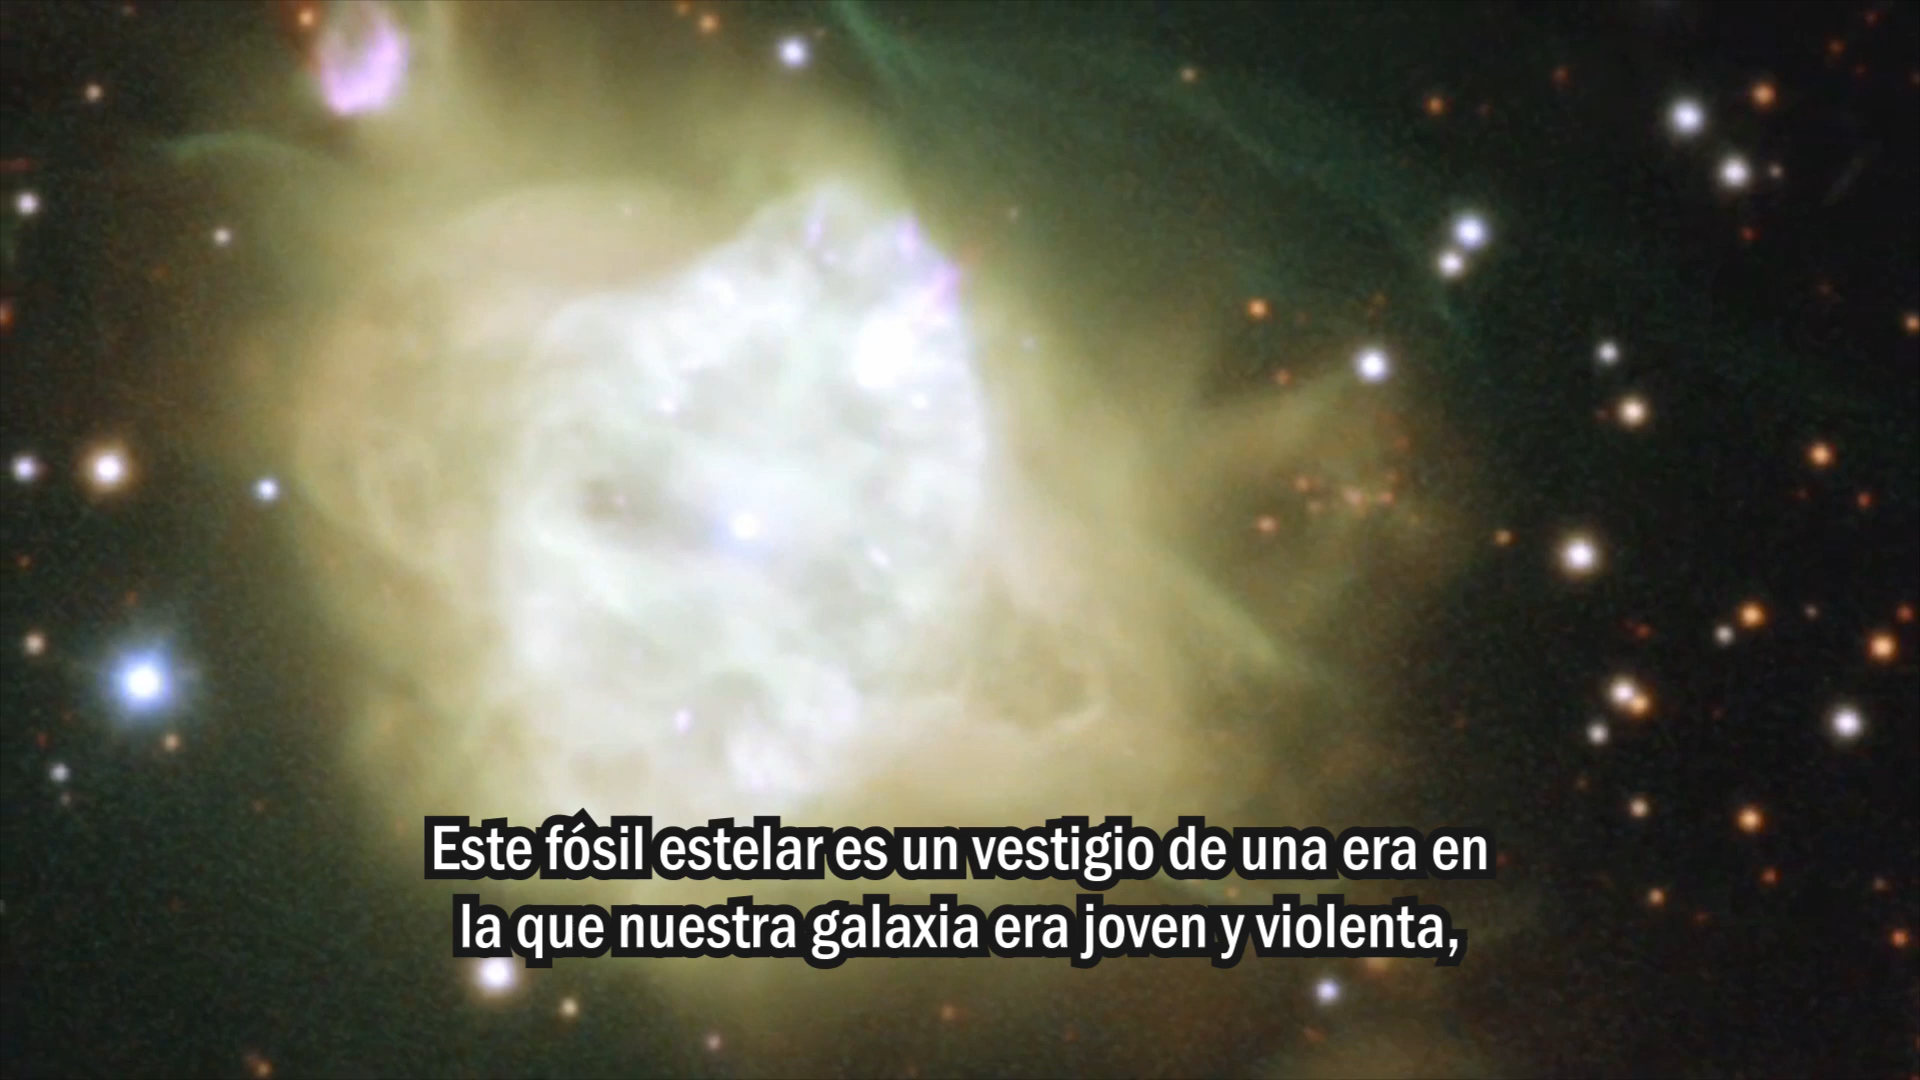 Este fósil estelar es un vestigio de una era en
la que nuestra galaxia era joven y violenta,